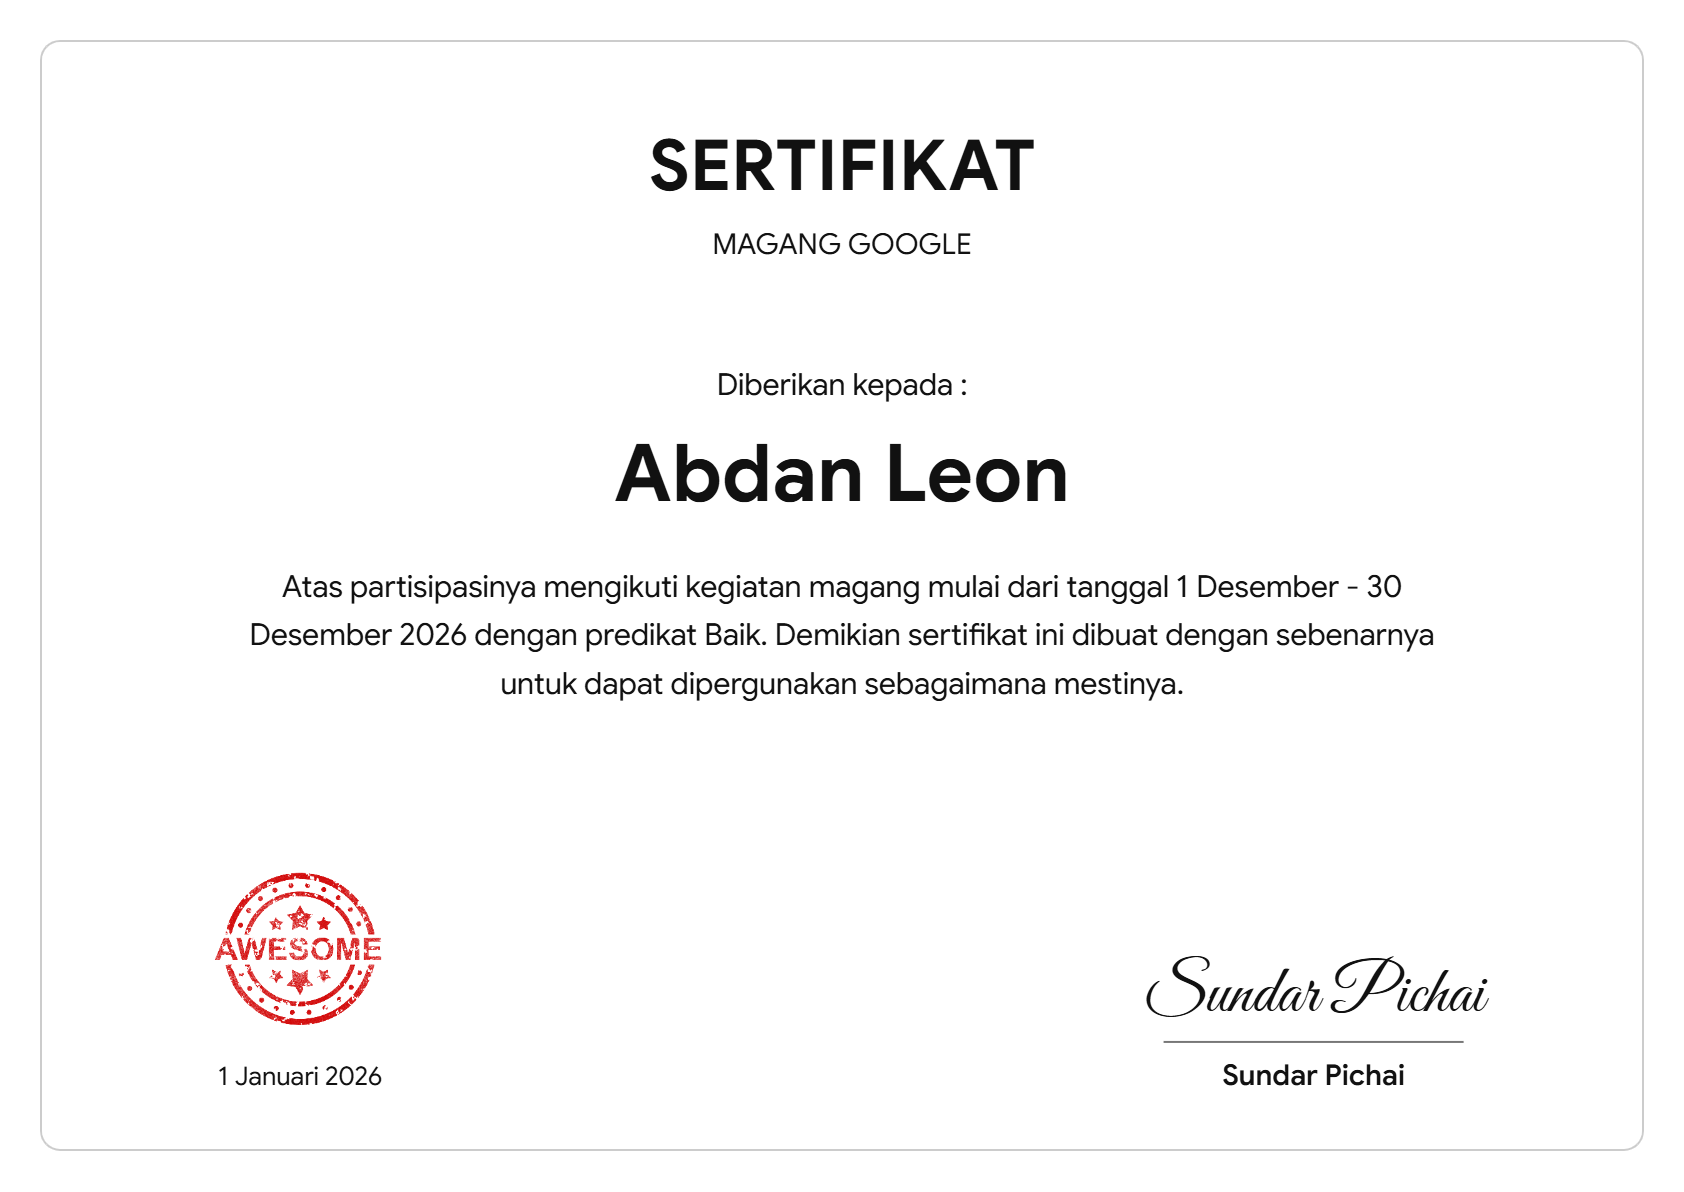 SERTIFIKAT
MAGANG GOOGLE
Diberikan kepada :
Abdan Leon
Atas partisipasinya mengikuti kegiatan magang mulai dari tanggal 1 Desember - 30
Desember 2026 dengan predikat Baik. Demikian sertifikat ini dibuat dengan sebenarnya
untuk dapat dipergunakan sebagaimana mestinya.
AWESOME
1 Januari 2026
Sundar Pichai
Sundar Pichai